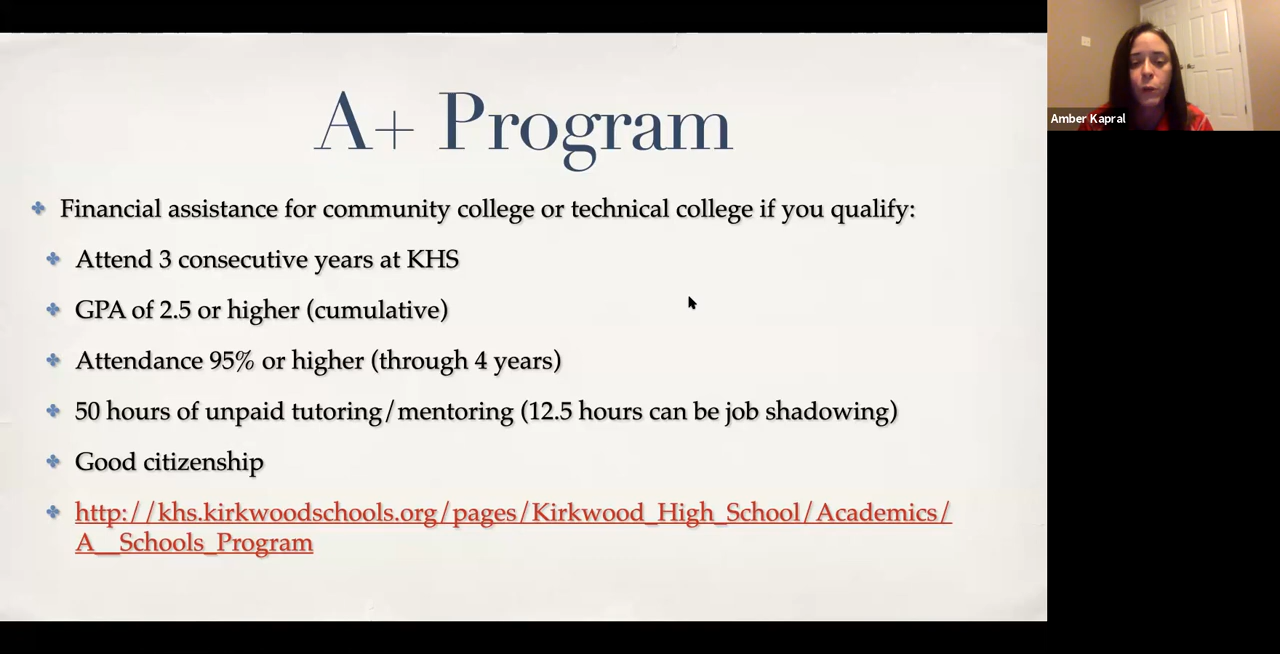 A+ Program
Financial assistance for community college or technical college if you qualify:
Attend 3 consecutive years at KHS
GPA of 2.5 or higher (cumulative)
Attendance 95% or higher (through 4 years)
50 hours of unpaid tutoring/mentoring (12.5 hours can be job shadowing)
Good citizenship
http://khs.kirkwoodschools.org/pages/Kirkwood_High_School/Academics/
A__Schools_Program
Amber Kapral